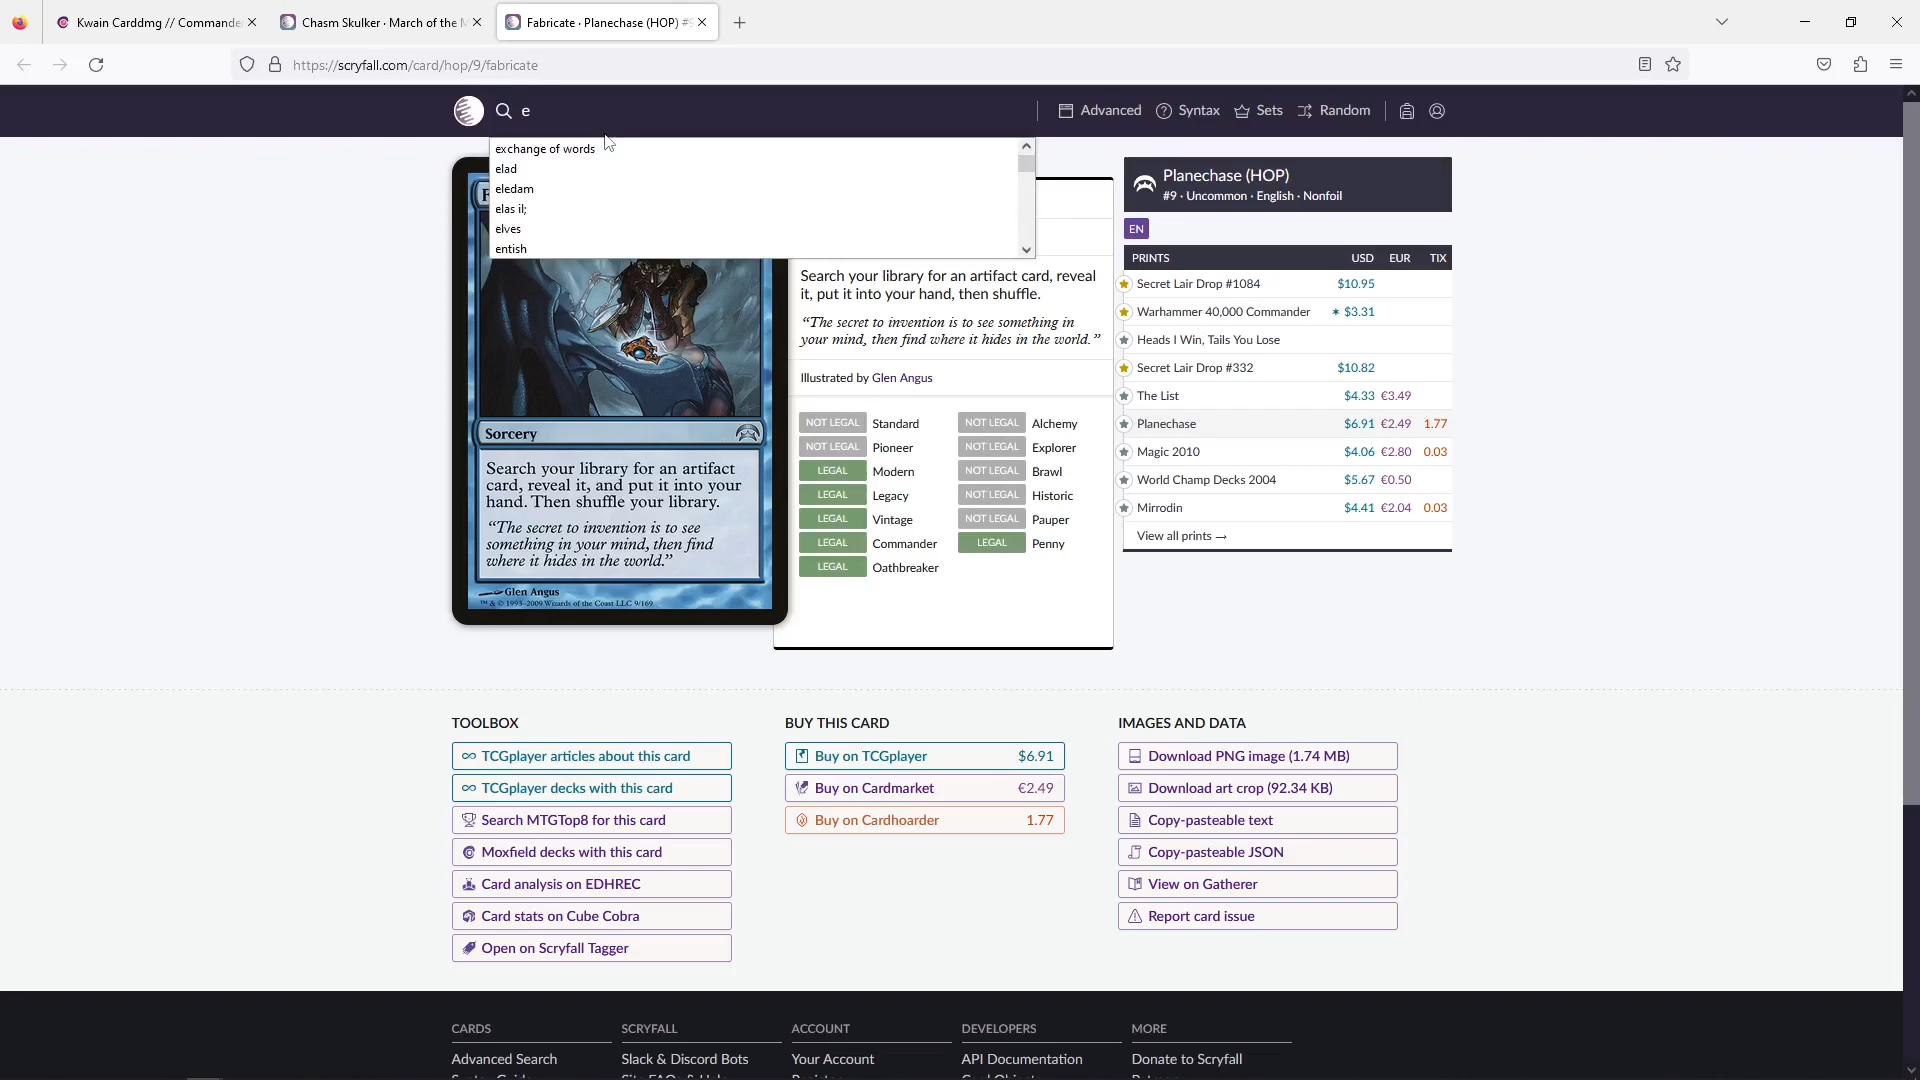 Kwain Carddmg // Commande
Chasm Skulker · March of the M
Fabricate · Planechase (HOP) #9
https://scryfall.com/card/hop/9/fabricate
e
Advanced
Syntax
Sets
Random
exchange of words
elad
eledam
elas il;
elves
entish
F
Sorcery
Search your library for an artifact
card, reveal it, and put it into your
hand. Then shuffle your library.
“The secret to invention is to see
something in your mind, then find
where it hides in the world.”
Glen Angus
™ & © 1993–2009 Wizards of the Coast LLC 9/169
Search your library for an artifact card, reveal
it, put it into your hand, then shuffle.
“The secret to invention is to see something in
your mind, then find where it hides in the world.”
Illustrated by Glen Angus
NOT LEGAL Standard NOT LEGAL Alchemy
NOT LEGAL Pioneer NOT LEGAL Explorer
LEGAL Modern NOT LEGAL Brawl
LEGAL Legacy NOT LEGAL Historic
LEGAL Vintage NOT LEGAL Pauper
LEGAL Commander LEGAL Penny
LEGAL Oathbreaker
Planechase (HOP)
#9 · Uncommon · English · Nonfoil
EN
PRINTS USD EUR TIX
Secret Lair Drop #1084 $10.95
Warhammer 40,000 Commander ✶ $3.31
Heads I Win, Tails You Lose
Secret Lair Drop #332 $10.82
The List $4.33 €3.49
Planechase $6.91 €2.49 1.77
Magic 2010 $4.06 €2.80 0.03
World Champ Decks 2004 $5.67 €0.50
Mirrodin $4.41 €2.04 0.03
View all prints →
TOOLBOX
TCGplayer articles about this card
TCGplayer decks with this card
Search MTGTop8 for this card
Moxfield decks with this card
Card analysis on EDHREC
Card stats on Cube Cobra
Open on Scryfall Tagger
BUY THIS CARD
Buy on TCGplayer $6.91
Buy on Cardmarket €2.49
Buy on Cardhoarder 1.77
IMAGES AND DATA
Download PNG image (1.74 MB)
Download art crop (92.34 KB)
Copy-pasteable text
Copy-pasteable JSON
View on Gatherer
Report card issue
CARDS
Advanced Search
SCRYFALL
Slack & Discord Bots
ACCOUNT
Your Account
DEVELOPERS
API Documentation
MORE
Donate to Scryfall